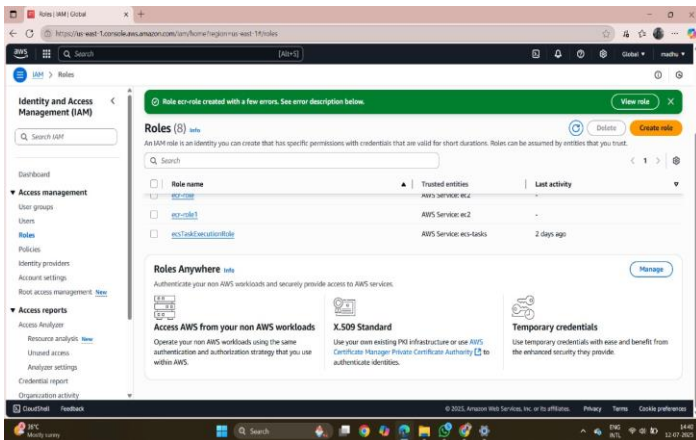 Roles | IAM | Global
https://us-east-1.console.aws.amazon.com/iam/home?region=us-east-1#/roles
aws
Search
[Alt+S]
Global
madhu
IAM > Roles
Identity and Access Management (IAM)
Search IAM
Dashboard
Access management
User groups
Users
Roles
Policies
Identity providers
Account settings
Root access management New
Access reports
Access Analyzer
Resource analysis New
Unused access
Analyzer settings
Credential report
Organization activity
Role ecr-role created with a few errors. See error description below.
View role
Roles (8) Info
Delete
Create role
An IAM role is an identity you can create that has specific permissions with credentials that are valid for short durations. Roles can be assumed by entities that you trust.
Search
1
Role name
Trusted entities
Last activity
ecr-role
AWS Service: ec2
-
ecr-role1
AWS Service: ec2
-
ecsTaskExecutionRole
AWS Service: ecs-tasks
2 days ago
Roles Anywhere Info
Manage
Authenticate your non AWS workloads and securely provide access to AWS services.
Access AWS from your non AWS workloads
Operate your non AWS workloads using the same
authentication and authorization strategy that you use
within AWS.
X.509 Standard
Use your own existing PKI infrastructure or use AWS
Certificate Manager Private Certificate Authority to
authenticate identities.
Temporary credentials
Use temporary credentials with ease and benefit from
the enhanced security they provide.
CloudShell
Feedback
© 2025, Amazon Web Services, Inc. or its affiliates.
Privacy
Terms
Cookie preferences
36°C
Mostly sunny
Search
ENG
INTL
12-07-2025